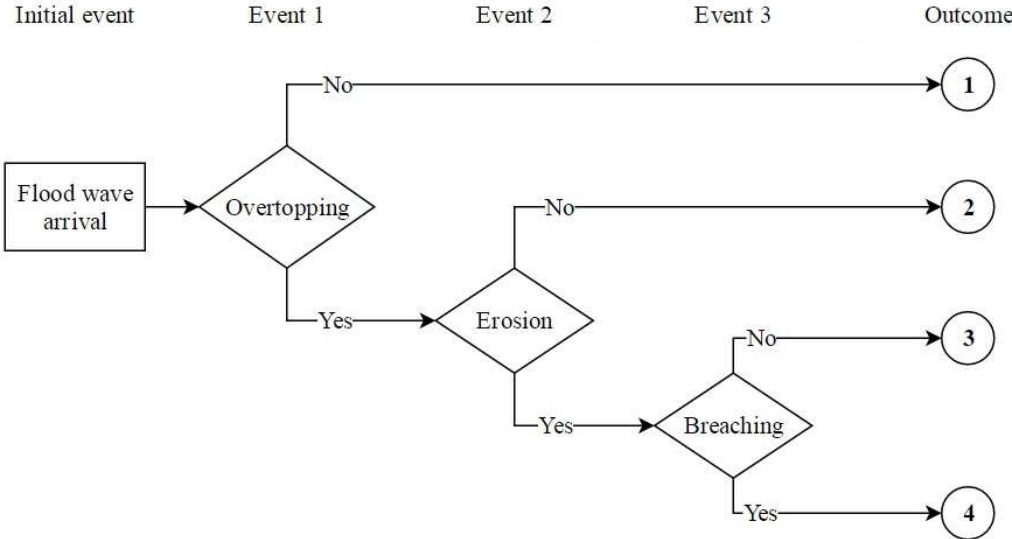 Initial event Event 1 Event 2 Event 3 Outcome
No 1
Flood wave
arrival
Overtopping
No 2
Yes Erosion
No 3
Yes Breaching
Yes 4